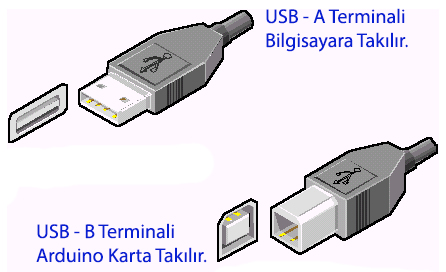 USB - A Terminali
Bilgisayara Takılır.
USB - B Terminali
Arduino Karta Takılır.